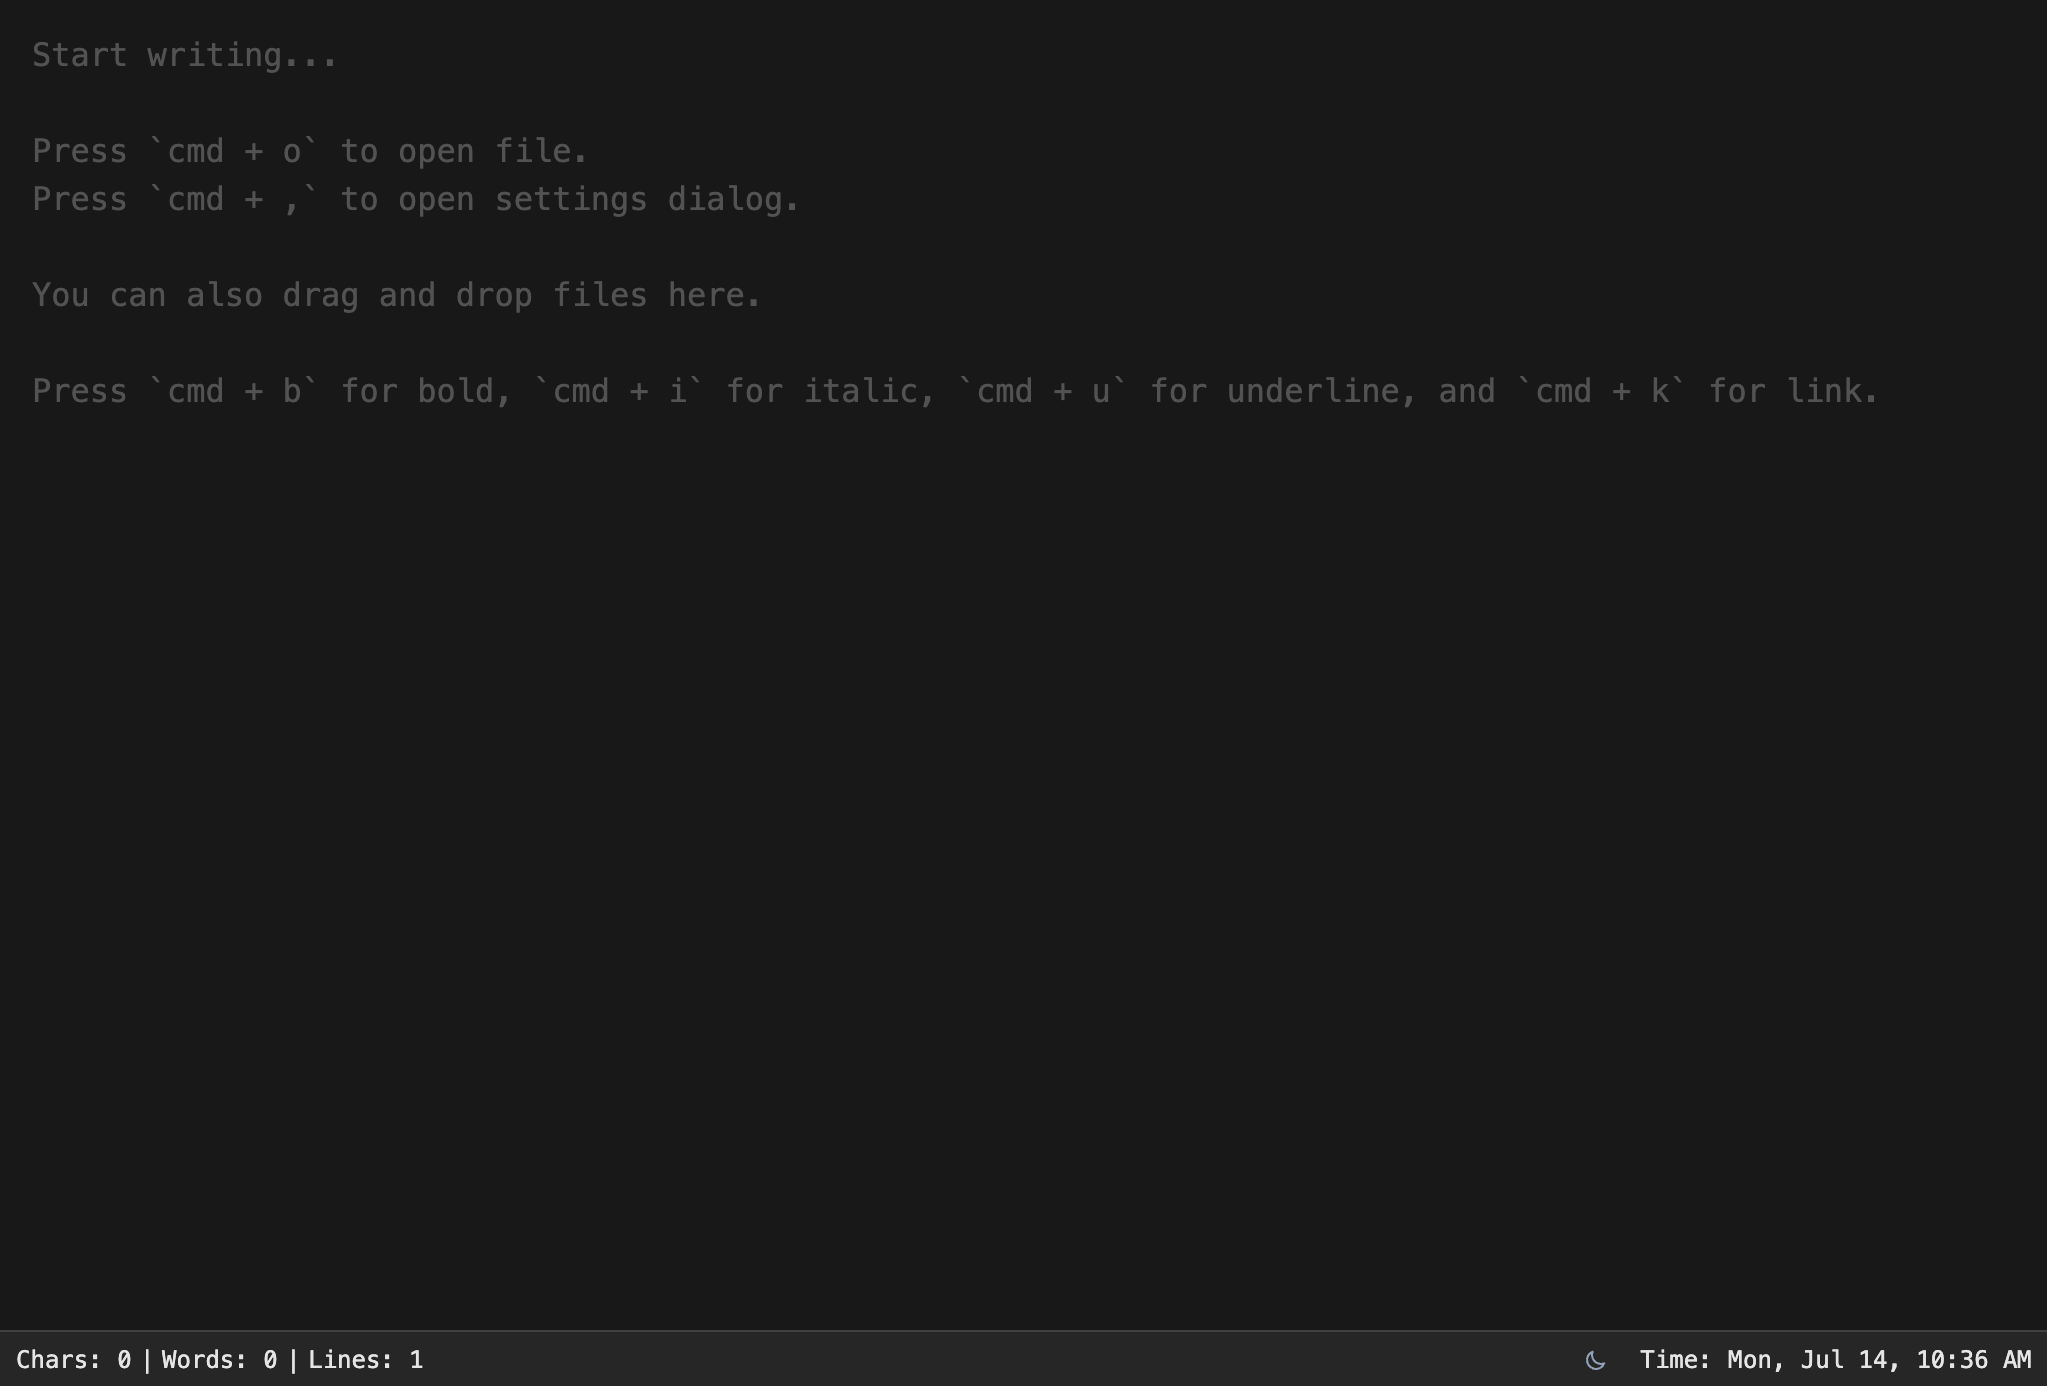 Start writing...
Press `cmd + o` to open file.
Press `cmd + ,` to open settings dialog.
You can also drag and drop files here.
Press `cmd + b` for bold, `cmd + i` for italic, `cmd + u` for underline, and `cmd + k` for link.
Chars: 0 | Words: 0 | Lines: 1
Time: Mon, Jul 14, 10:36 AM